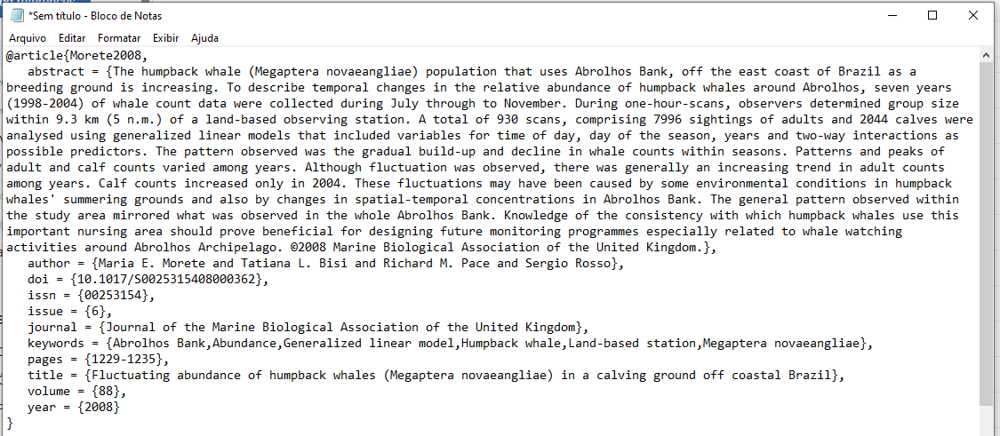 *Sem título - Bloco de Notas
Arquivo Editar Formatar Exibir Ajuda
@article{Morete2008,
abstract = {The humpback whale (Megaptera novaeangliae) population that uses Abrolhos Bank, off the east coast of Brazil as a
breeding ground is increasing. To describe temporal changes in the relative abundance of humpback whales around Abrolhos, seven years
(1998-2004) of whale count data were collected during July through to November. During one-hour-scans, observers determined group size
within 9.3 km (5 n.m.) of a land-based observing station. A total of 930 scans, comprising 7996 sightings of adults and 2044 calves were
analysed using generalized linear models that included variables for time of day, day of the season, years and two-way interactions as
possible predictors. The pattern observed was the gradual build-up and decline in whale counts within seasons. Patterns and peaks of
adult and calf counts varied among years. Although fluctuation was observed, there was generally an increasing trend in adult counts
among years. Calf counts increased only in 2004. These fluctuations may have been caused by some environmental conditions in humpback
whales' summering grounds and also by changes in spatial-temporal concentrations in Abrolhos Bank. The general pattern observed within
the study area mirrored what was observed in the whole Abrolhos Bank. Knowledge of the consistency with which humpback whales use this
important nursing area should prove beneficial for designing future monitoring programmes especially related to whale watching
activities around Abrolhos Archipelago. ©2008 Marine Biological Association of the United Kingdom.},
author = {Maria E. Morete and Tatiana L. Bisi and Richard M. Pace and Sergio Rosso},
doi = {10.1017/S0025315408000362},
issn = {00253154},
issue = {6},
journal = {Journal of the Marine Biological Association of the United Kingdom},
keywords = {Abrolhos Bank,Abundance,Generalized linear model,Humpback whale,Land-based station,Megaptera novaeangliae},
pages = {1229-1235},
title = {Fluctuating abundance of humpback whales (Megaptera novaeangliae) in a calving ground off coastal Brazil},
volume = {88},
year = {2008}
}